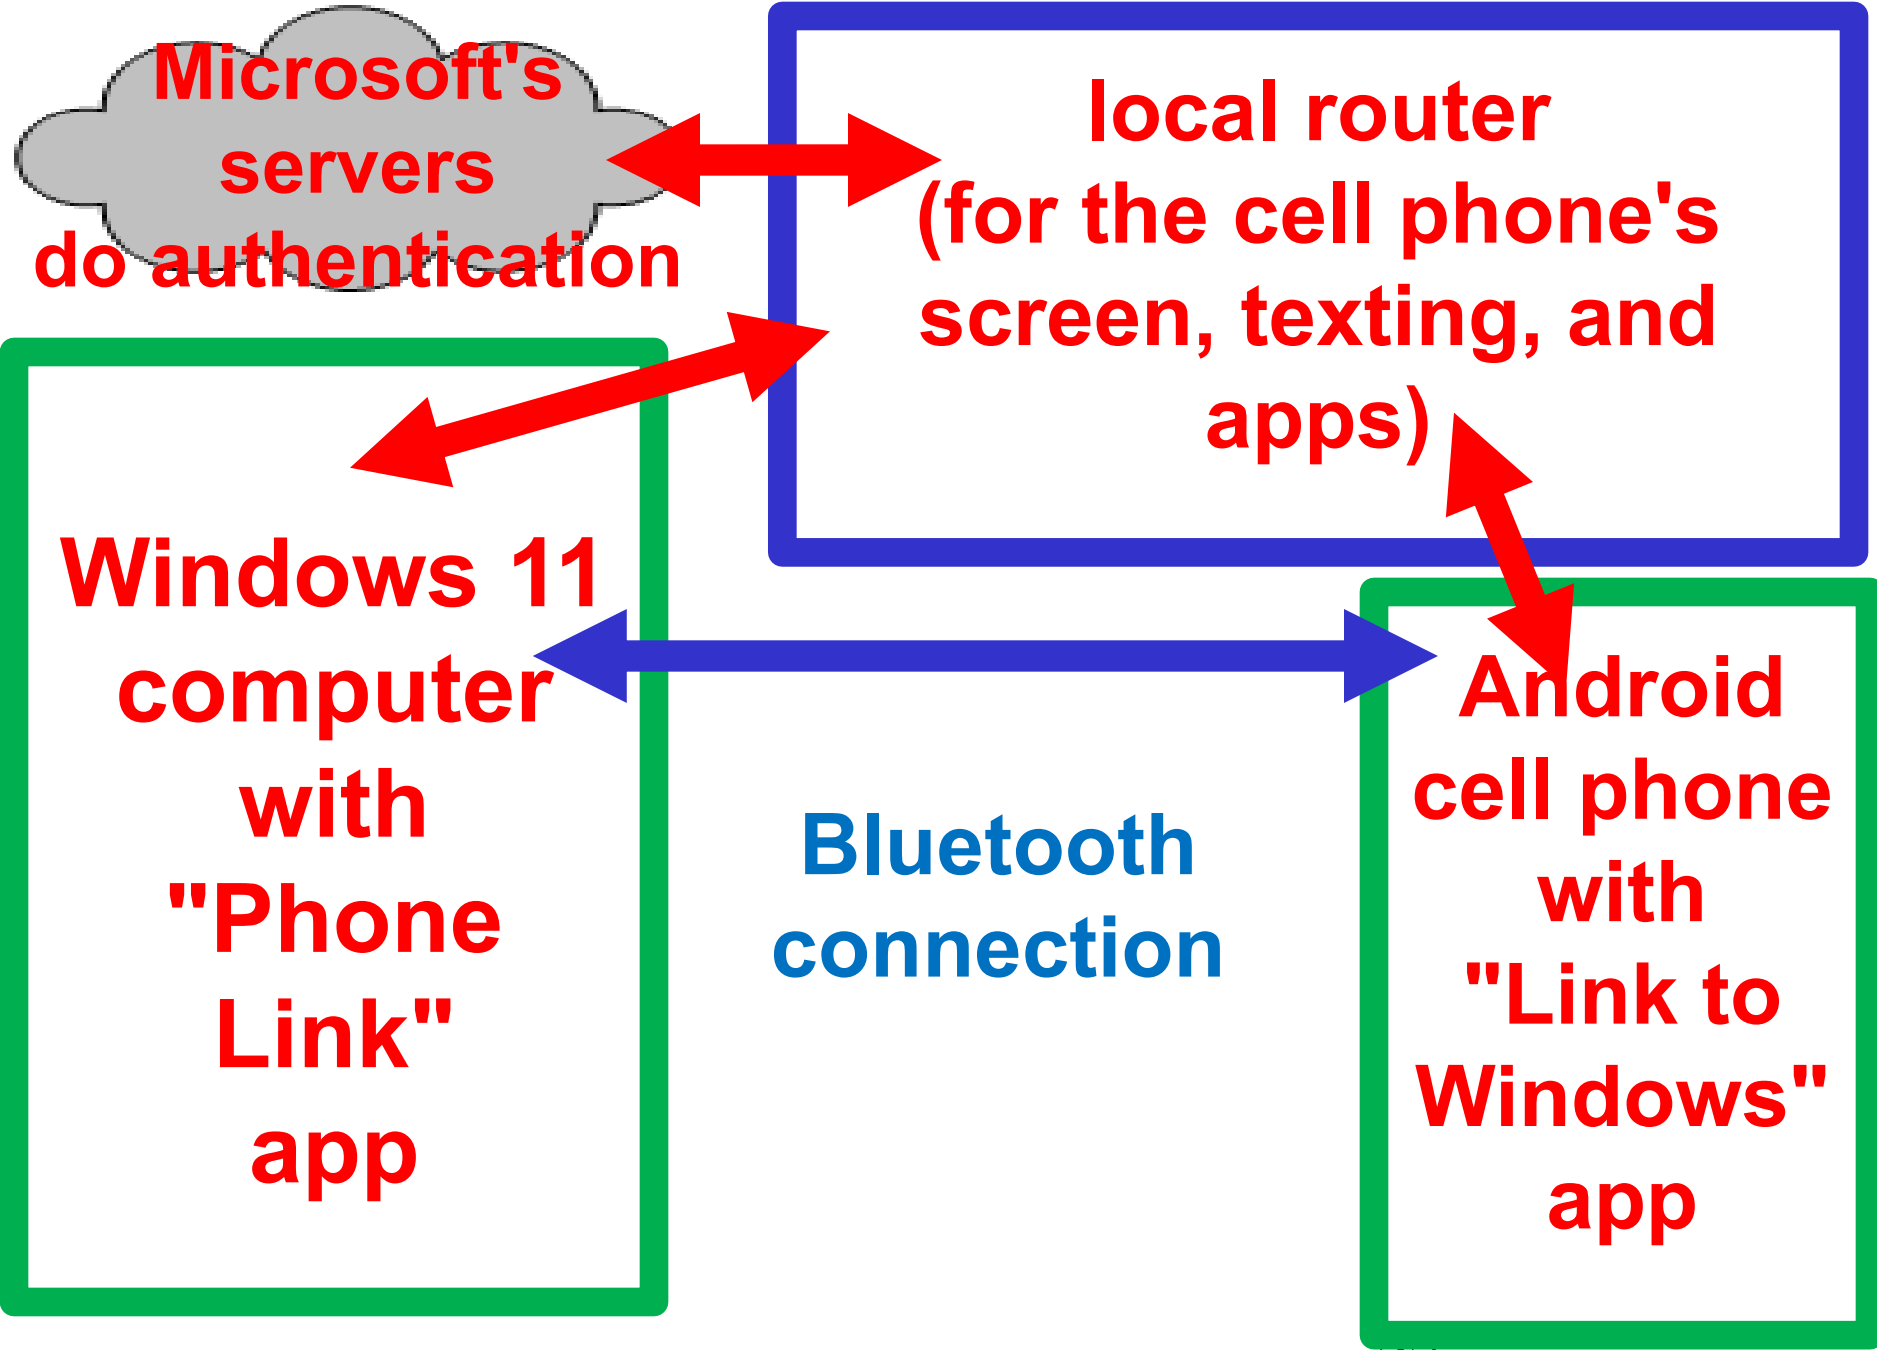 Microsoft's
servers
do authentication
local router
(for the cell phone's
screen, texting, and
apps)
Windows 11
computer
with
"Phone
Link"
app
Bluetooth
connection
Android
cell phone
with
"Link to
Windows"
app